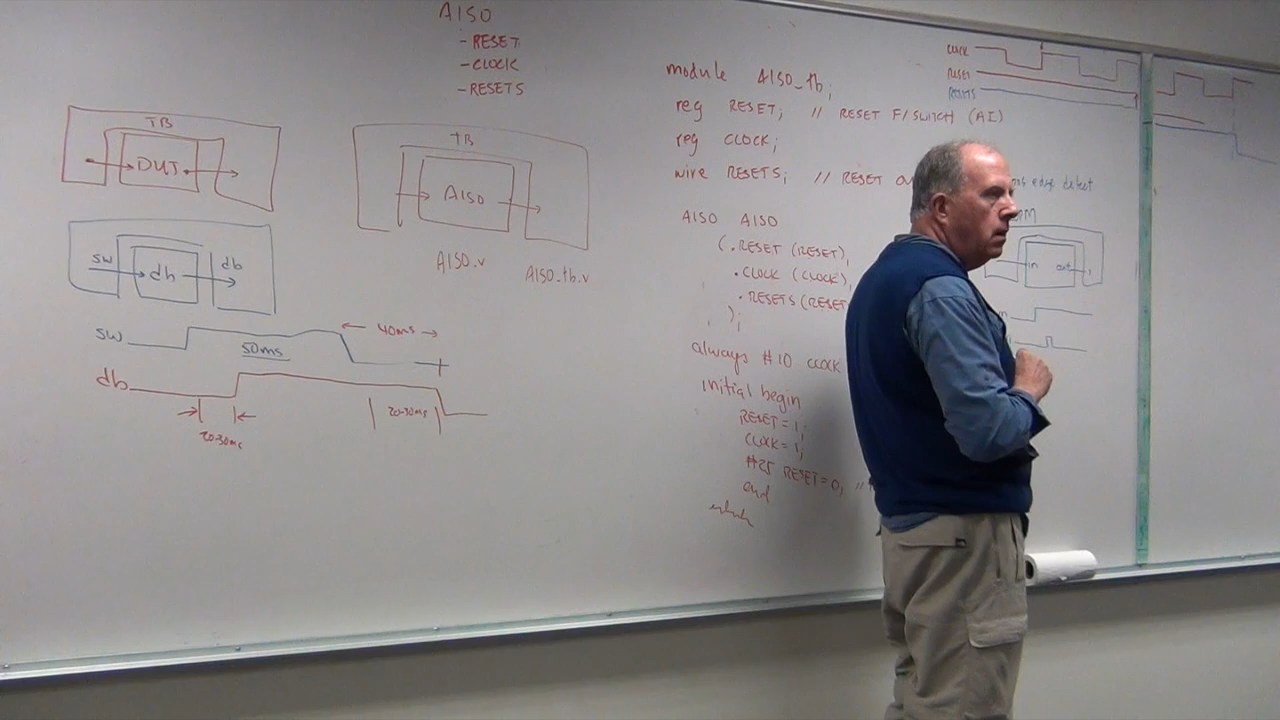 AISO
- RESET
- CLOCK
- RESETS
TB
DUT
TB
AISO
AISO.v
AISO_tb.v
sw
db
db
sw
50ms
40ms
db
20-30ms
20-30ms
module AISO_tb;
reg RESET; // RESET F/SWITCH (AI)
reg CLOCK;
wire RESETS; // RESET
AISO AISO
(.RESET (RESET),
.CLOCK (CLOCK),
.RESETS (RESET
);
always #10 CLOCK
initial begin
RESET = 1;
CLOCK = 1;
#25 RESET = 0; //
end
CLOCK
RESET
RESETS
edge detect
in
out